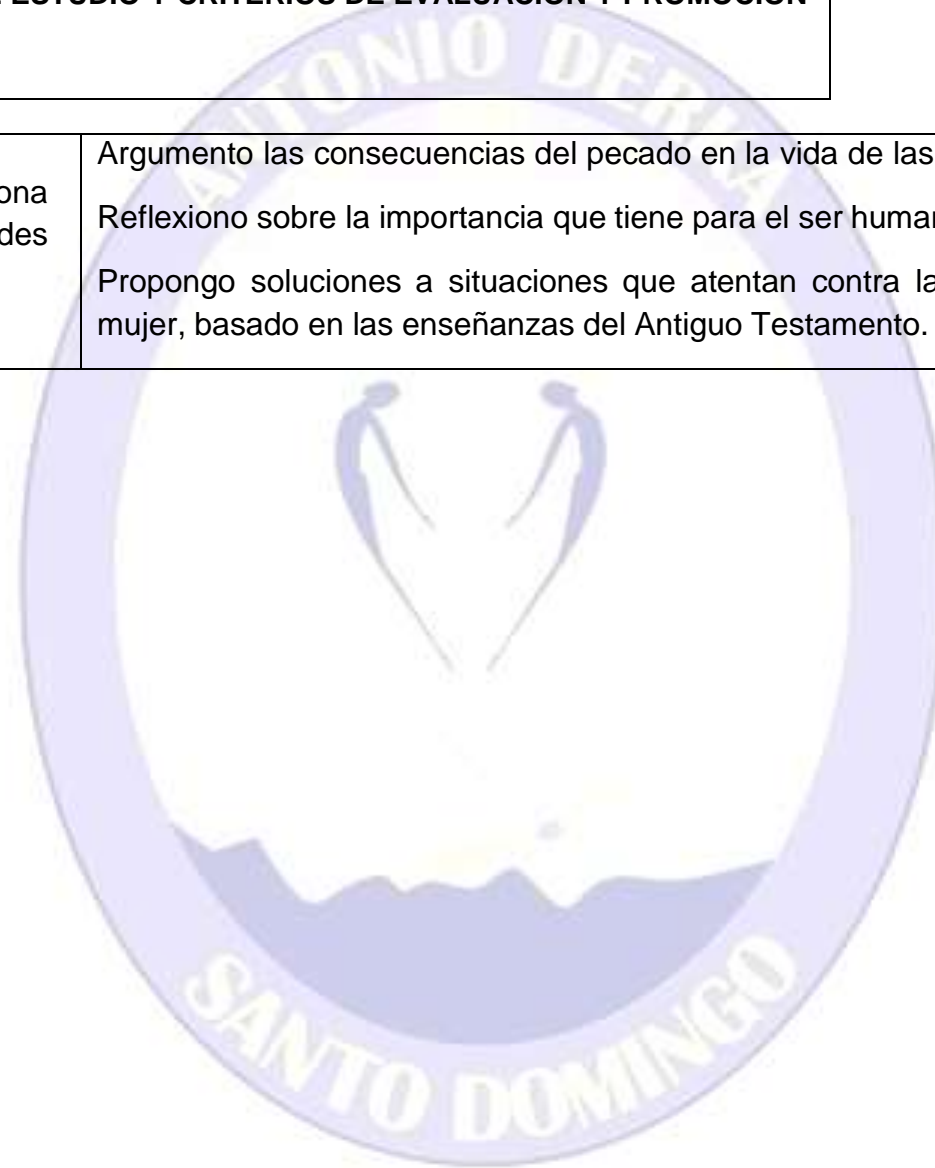 ESTUDIO Y CRITERIOS DE EVALUACIÓN Y PROMOCIÓN
ANTONIO DERKA
Argumento las consecuencias del pecado en la vida de las
ona
Reflexiono sobre la importancia que tiene para el ser human
des
Propongo soluciones a situaciones que atentan contra la
mujer, basado en las enseñanzas del Antiguo Testamento.
SANTO DOMINGO